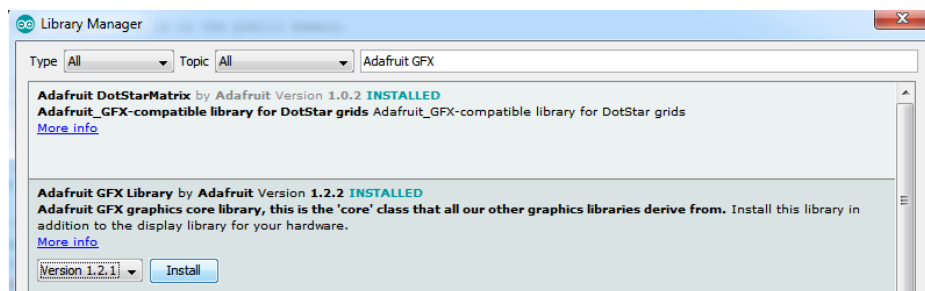 Library Manager
Type All Topic All Adafruit GFX
Adafruit DotStarMatrix by Adafruit Version 1.0.2 INSTALLED
Adafruit_GFX-compatible library for DotStar grids Adafruit_GFX-compatible library for DotStar grids
More info
Adafruit GFX Library by Adafruit Version 1.2.2 INSTALLED
Adafruit GFX graphics core library, this is the 'core' class that all our other graphics libraries derive from. Install this library in
addition to the display library for your hardware.
More info
Version 1.2.1 Install